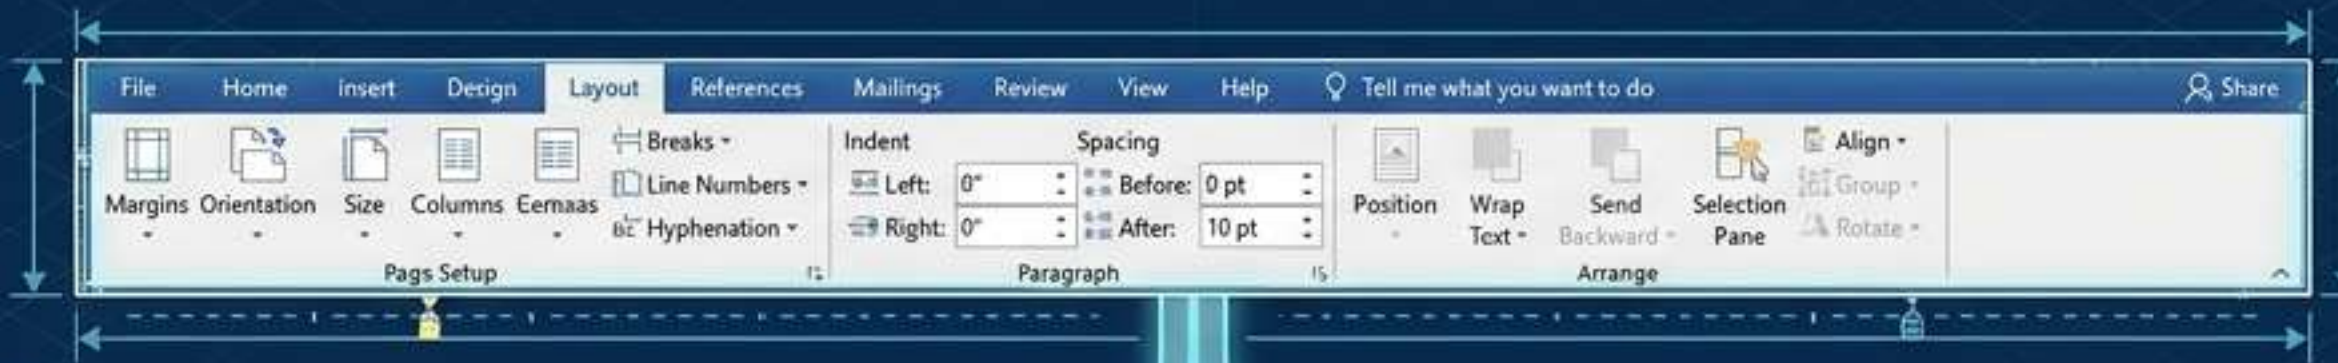 File Home Insert Design Layout References Mailings Review View Help Tell me what you want to do Share
Margins Orientation Size Columns Eernaas
Breaks
Line Numbers
Hyphenation
Pags Setup
Indent Spacing
Left: 0" Before: 0 pt
Right: 0" After: 10 pt
Paragraph
Position
Wrap
Text
Send
Backward
Selection
Pane
Align
Group
Rotate
Arrange